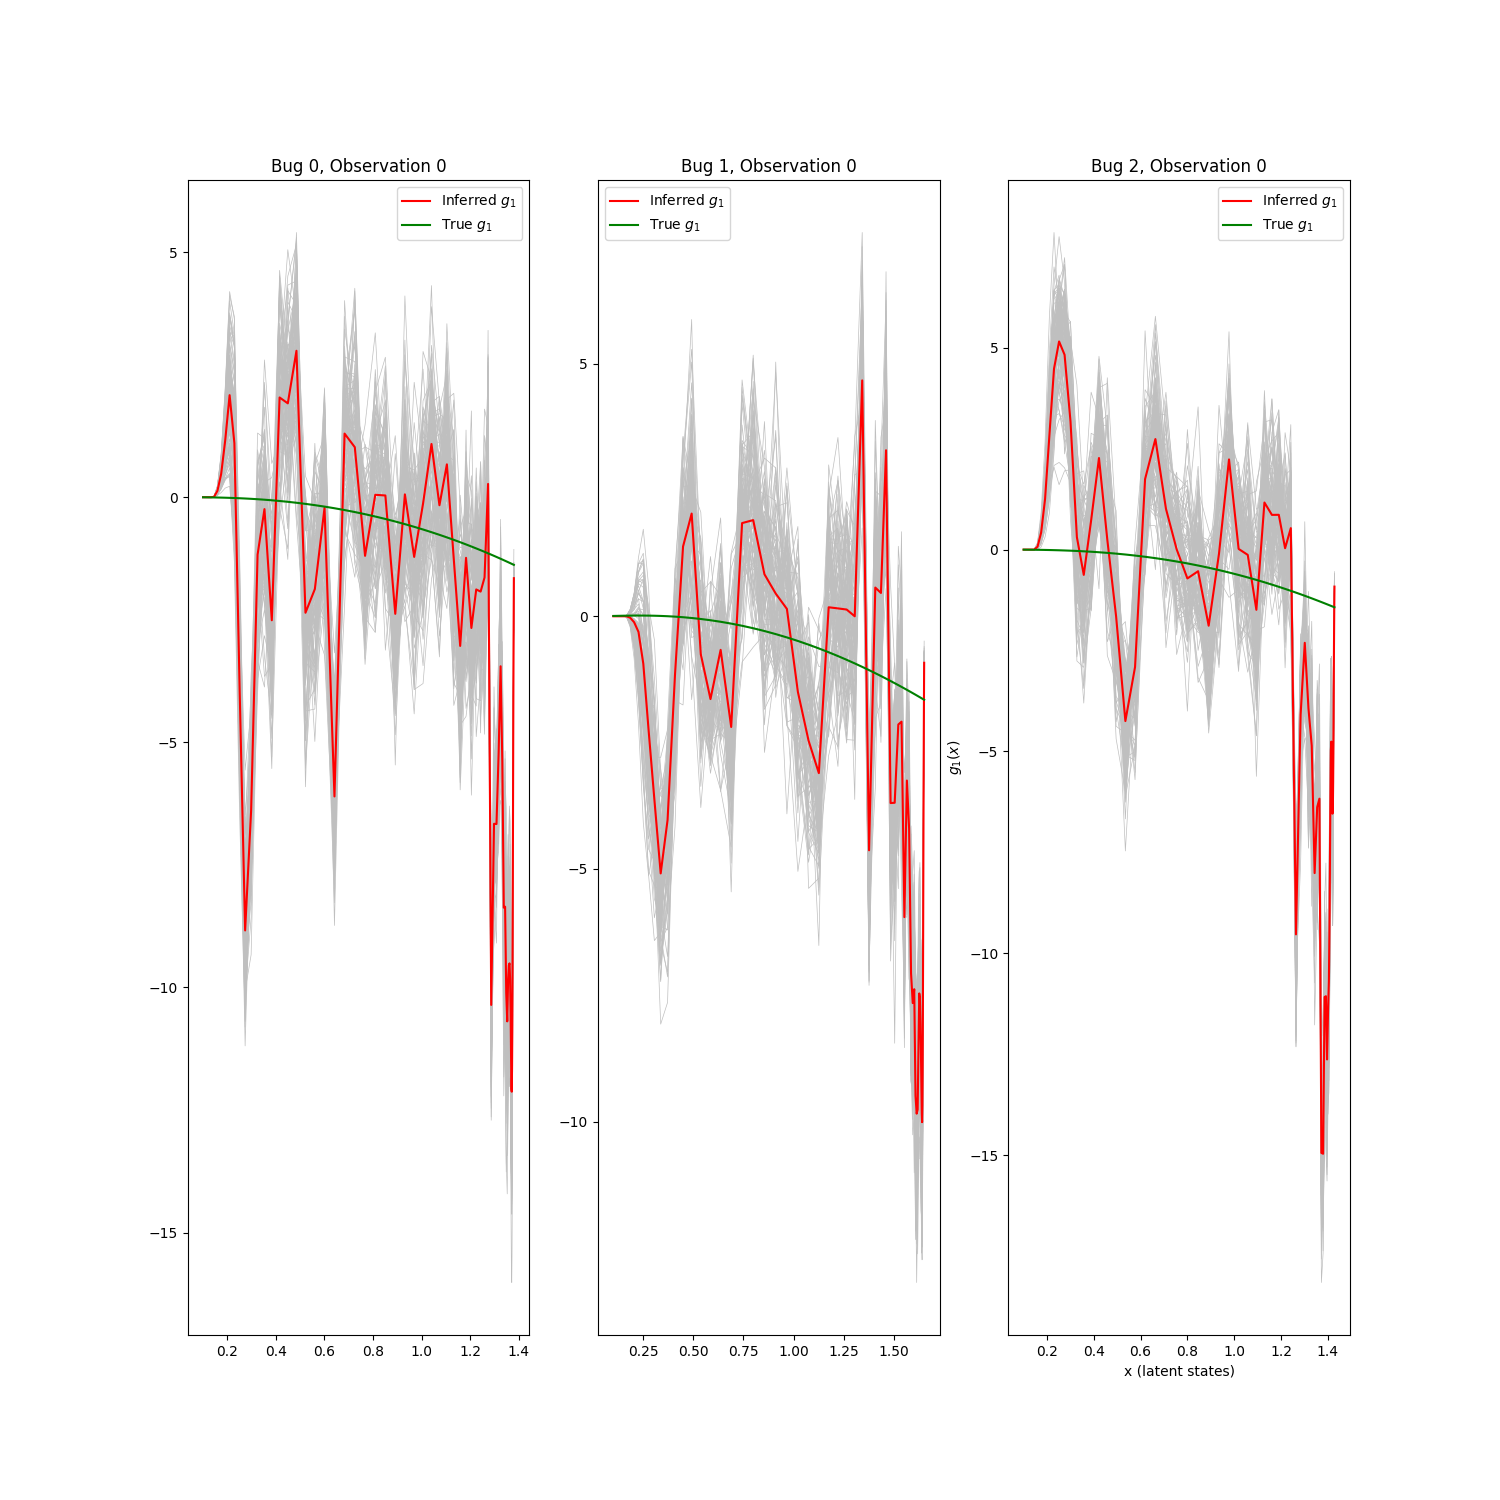 Bug 0, Observation 0
Inferred g₁
True g₁
5
0
−5
−10
−15
0.2 0.4 0.6 0.8 1.0 1.2 1.4
Bug 1, Observation 0
Inferred g₁
True g₁
5
0
−5
−10
0.25 0.50 0.75 1.00 1.25 1.50
Bug 2, Observation 0
Inferred g₁
True g₁
g₁(x)
5
0
−5
−10
−15
0.2 0.4 0.6 0.8 1.0 1.2 1.4
x (latent states)